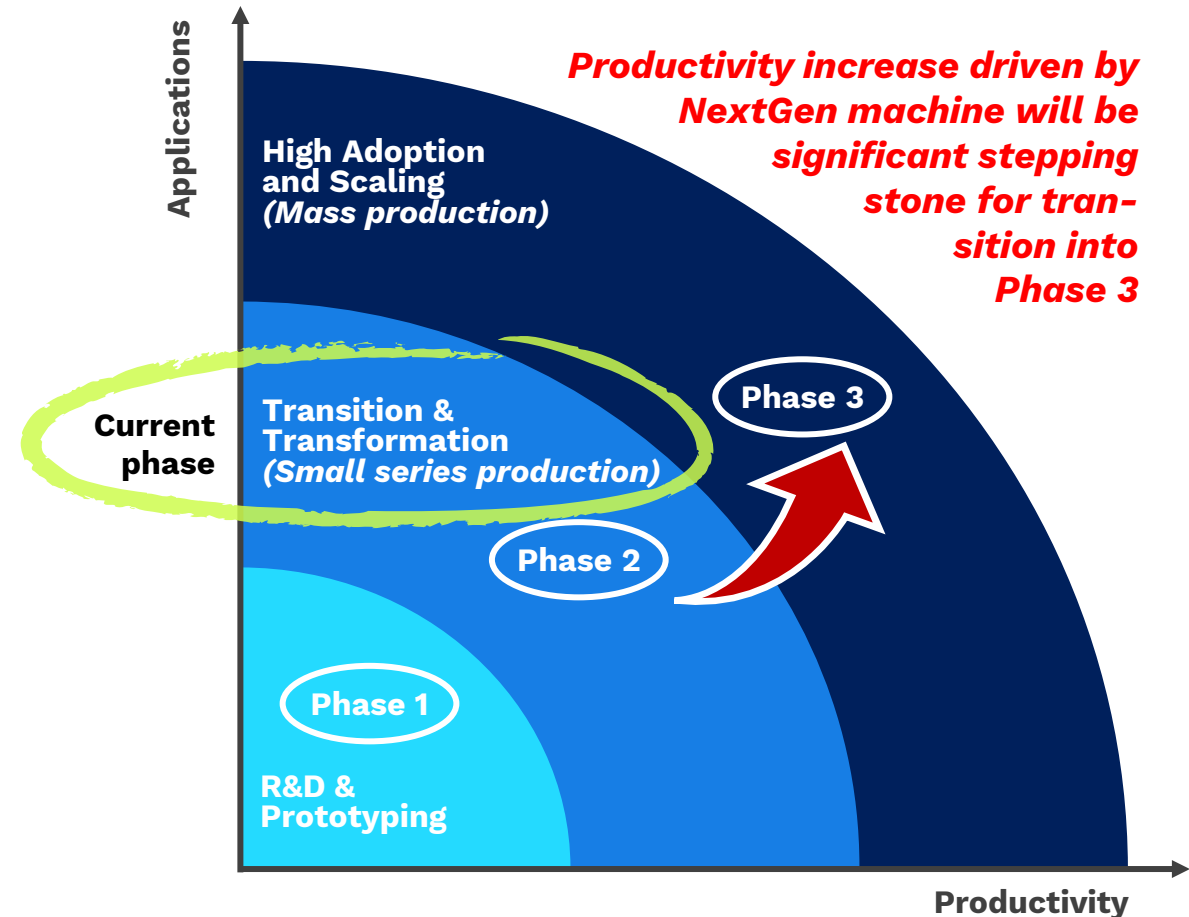 Applications
Productivity increase driven by
NextGen machine will be
significant stepping
stone for tran-
sition into
Phase 3
High Adoption
and Scaling
(Mass production)
Phase 3
Current
phase
Transition &
Transformation
(Small series production)
Phase 2
Phase 1
R&D &
Prototyping
Productivity